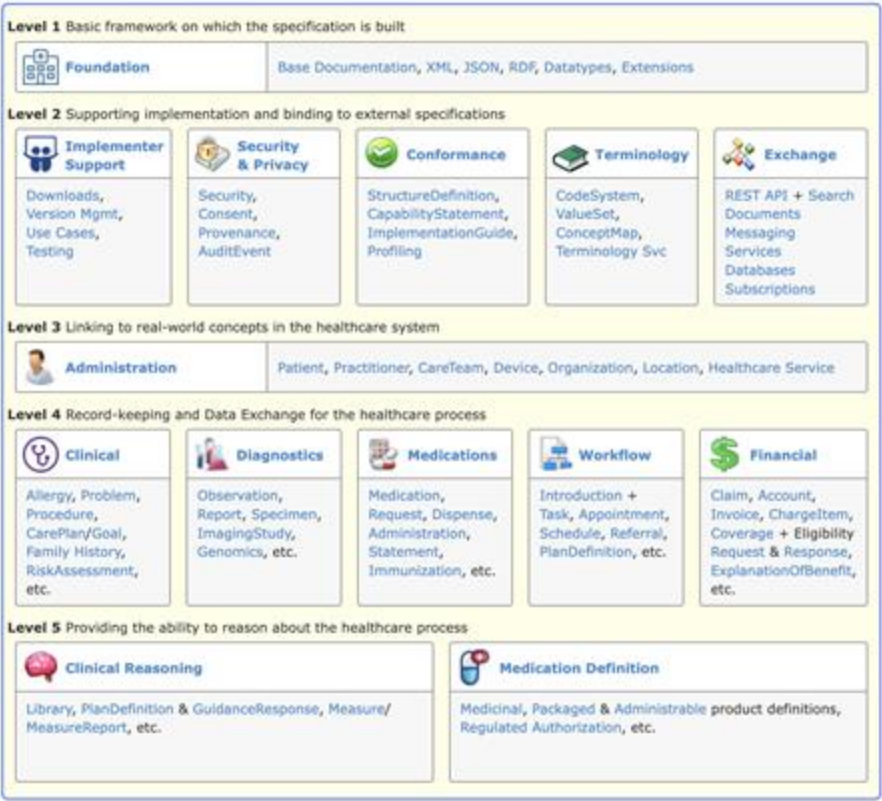 Level 1 Basic framework on which the specification is built
Foundation
Base Documentation, XML, JSON, RDF, Datatypes, Extensions
Level 2 Supporting implementation and binding to external specifications
Implementer
Support
Downloads,
Version Mgmt,
Use Cases,
Testing
Security
& Privacy
Security,
Consent,
Provenance,
AuditEvent
Conformance
StructureDefinition,
CapabilityStatement,
ImplementationGuide,
Profiling
Terminology
CodeSystem,
ValueSet,
ConceptMap,
Terminology Svc
Exchange
REST API + Search
Documents
Messaging
Services
Databases
Subscriptions
Level 3 Linking to real-world concepts in the healthcare system
Administration
Patient, Practitioner, CareTeam, Device, Organization, Location, Healthcare Service
Level 4 Record-keeping and Data Exchange for the healthcare process
Clinical
Allergy, Problem,
Procedure,
CarePlan/Goal,
Family History,
RiskAssessment,
etc.
Diagnostics
Observation,
Report, Specimen,
ImagingStudy,
Genomics, etc.
Medications
Medication,
Request, Dispense,
Administration,
Statement,
Immunization, etc.
Workflow
Introduction +
Task, Appointment,
Schedule, Referral,
PlanDefinition, etc.
Financial
Claim, Account,
Invoice, ChargeItem,
Coverage + Eligibility
Request & Response,
ExplanationOfBenefit,
etc.
Level 5 Providing the ability to reason about the healthcare process
Clinical Reasoning
Library, PlanDefinition & GuidanceResponse, Measure/
MeasureReport, etc.
Medication Definition
Medicinal, Packaged & Administrable product definitions,
Regulated Authorization, etc.